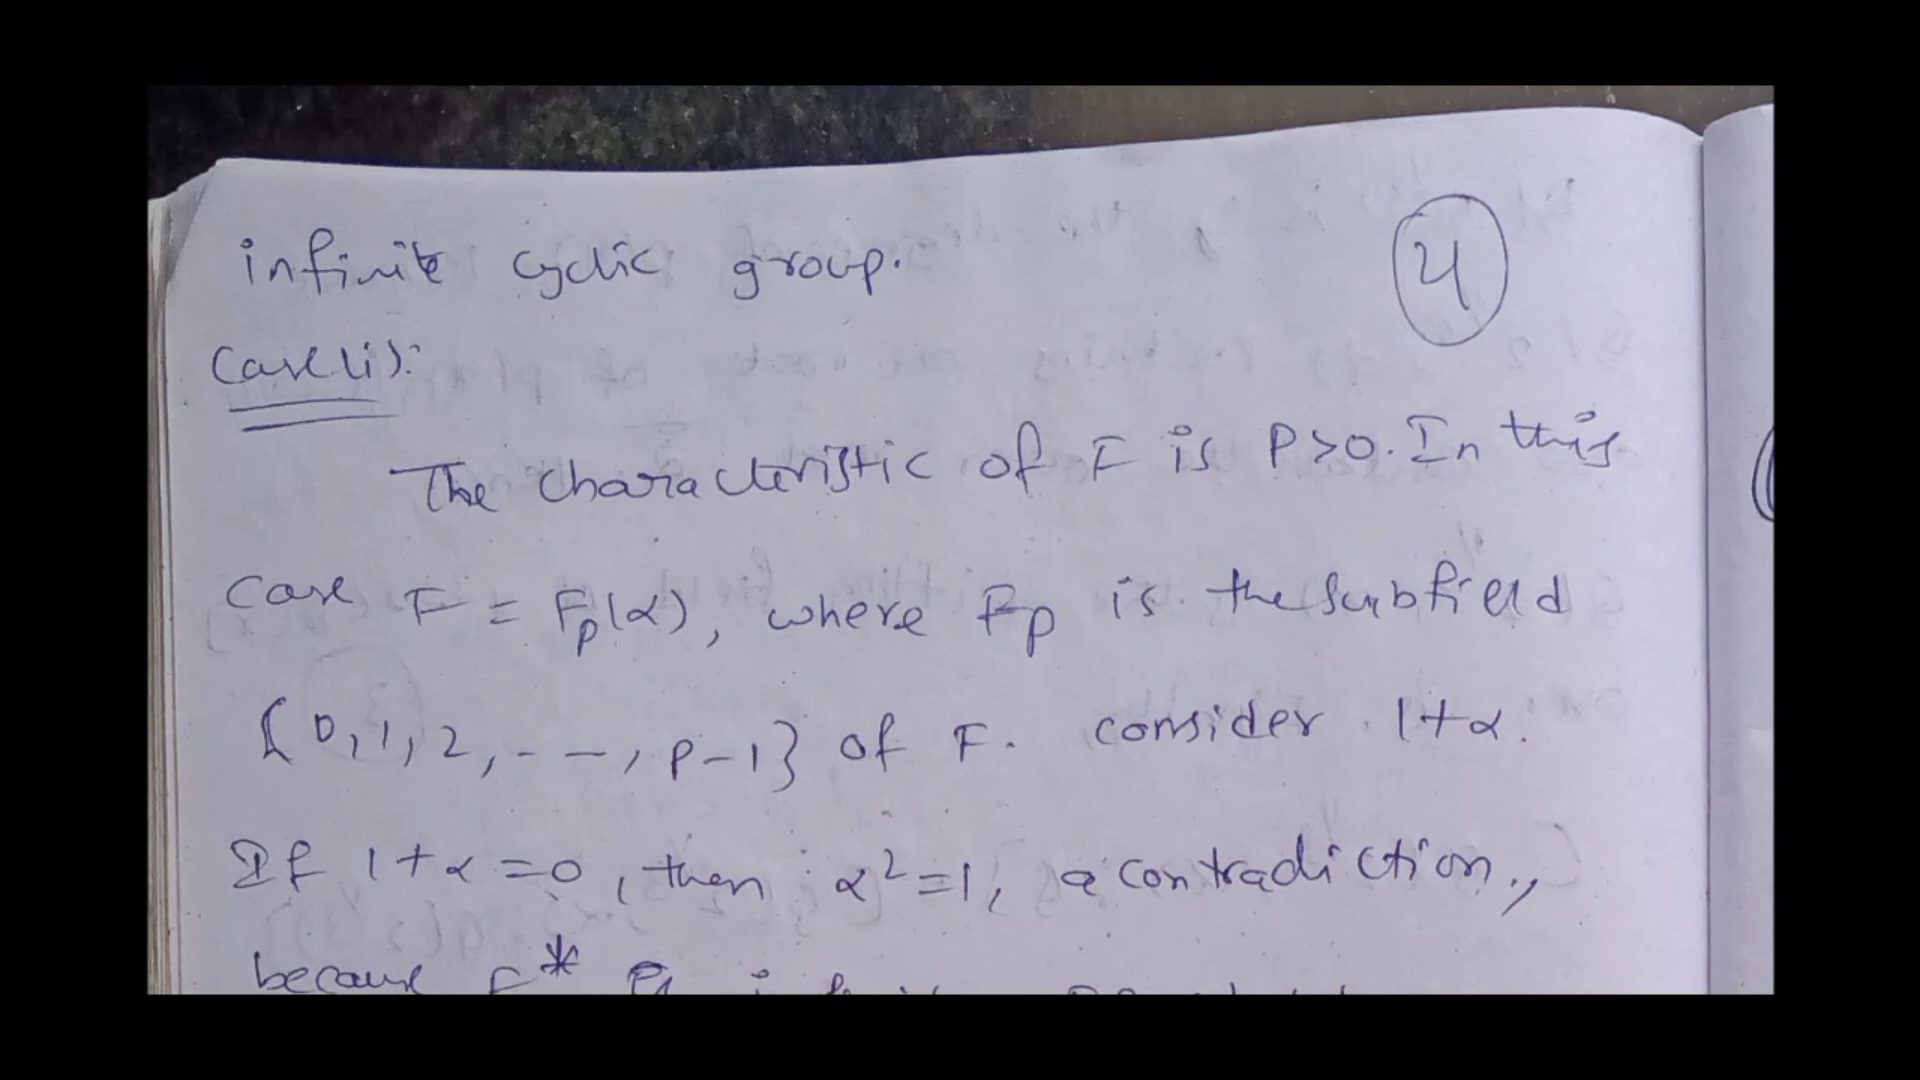 infinite cyclic group.
4
Case (i):
The characteristic of F is P>0. In this
case F = Fp(α), where Fp is the subfield
{0,1,2,---,p-1} of F. consider 1+α.
If 1+α=0, then α²=1, a contradiction,
because F*